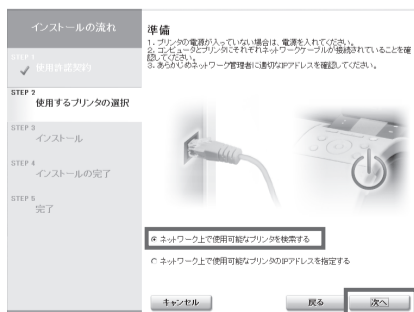 インストールの流れ
STEP 1
使用許諾契約
STEP 2
使用するプリンタの選択
STEP 3
インストール
STEP 4
インストールの完了
STEP 5
完了
準備
1. プリンタの電源が入っていない場合は、電源を入れてください。
2. コンピュータとプリンタにそれぞれネットワークケーブルが接続されていることを確
認してください。
3. あらかじめネットワーク管理者に適切なIPアドレスを確認してください。
ネットワーク上で使用可能なプリンタを検索する
ネットワーク上で使用可能なプリンタのIPアドレスを指定する
キャンセル
戻る
次へ